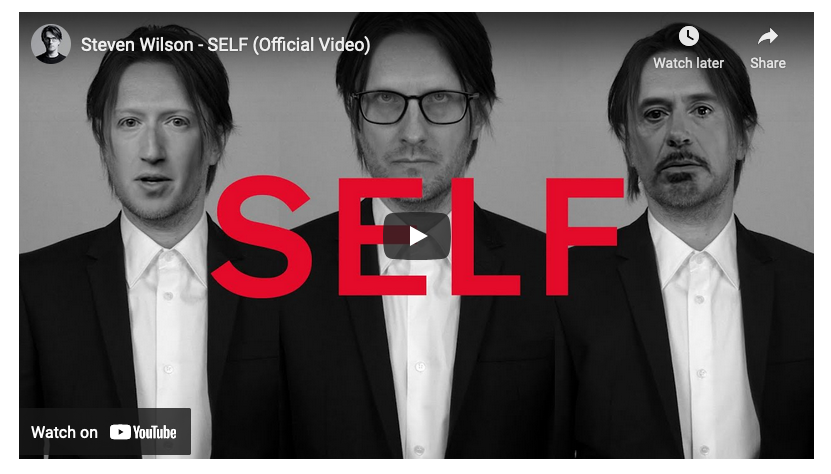 Steven Wilson - SELF (Official Video)
Watch later
Share
SELF
Watch on YouTube